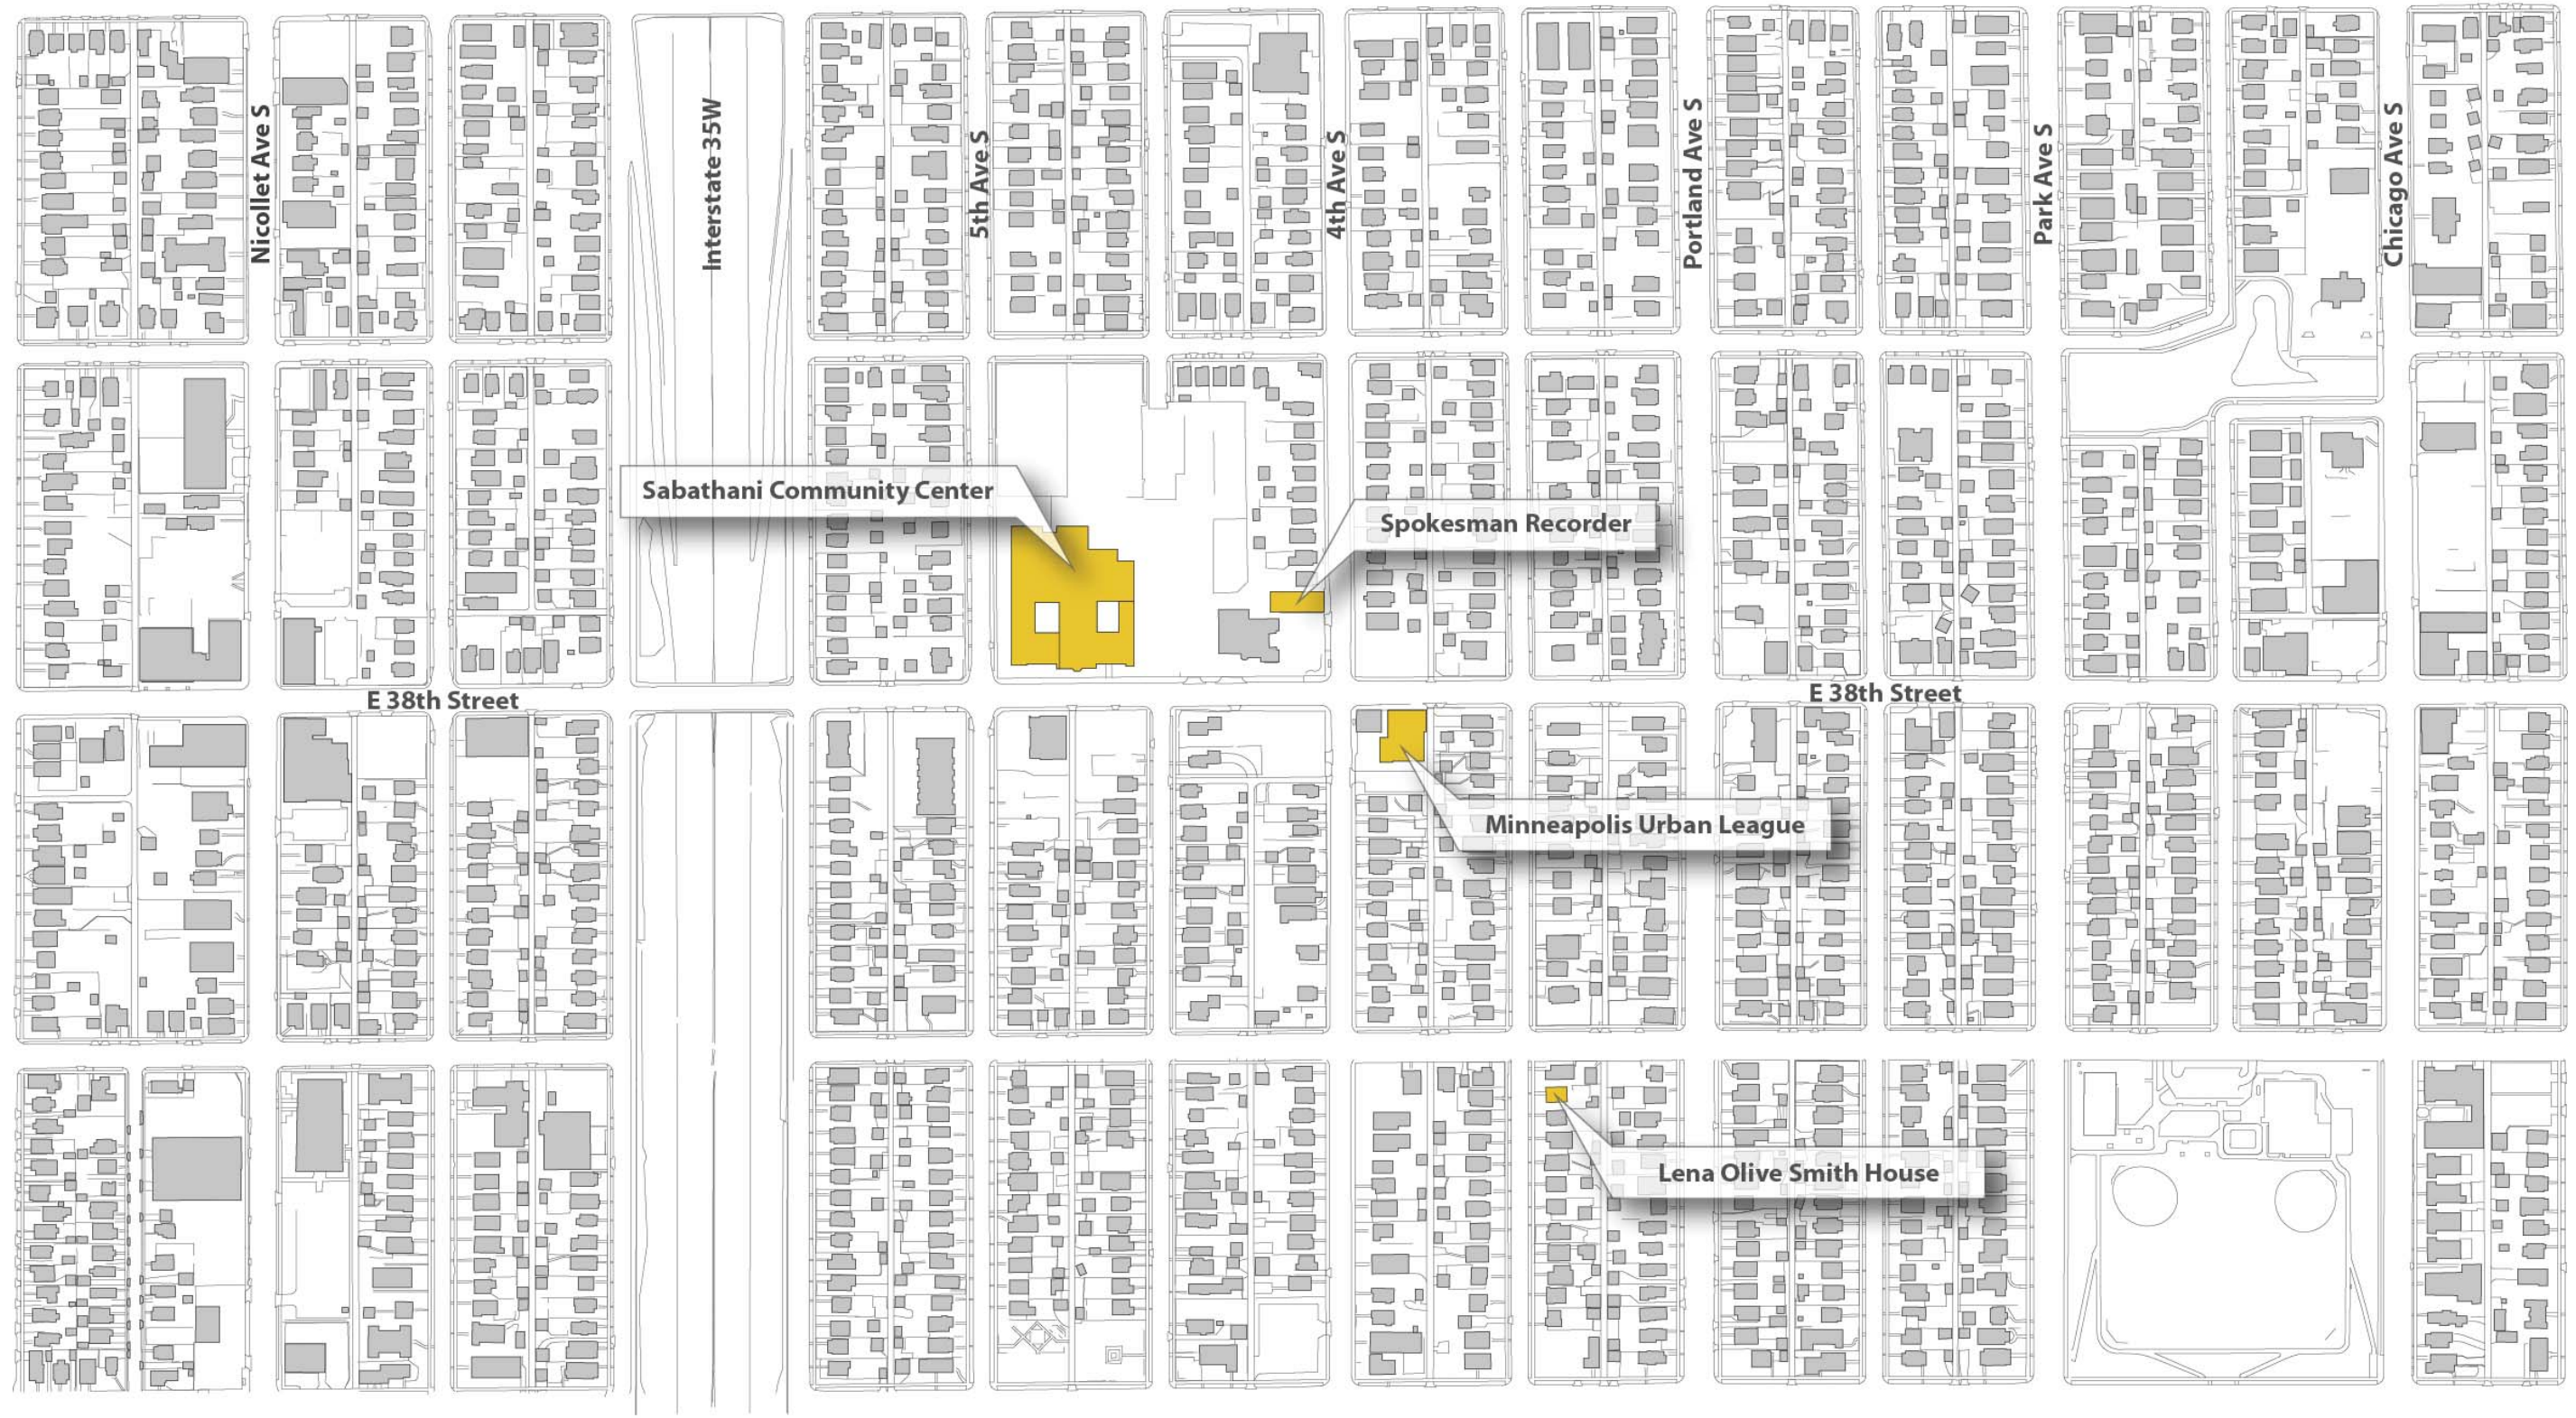 Nicollet Ave S
Interstate 35W
5th Ave S
4th Ave S
Portland Ave S
Park Ave S
Chicago Ave S
Sabathani Community Center
Spokesman Recorder
E 38th Street
E 38th Street
Minneapolis Urban League
Lena Olive Smith House